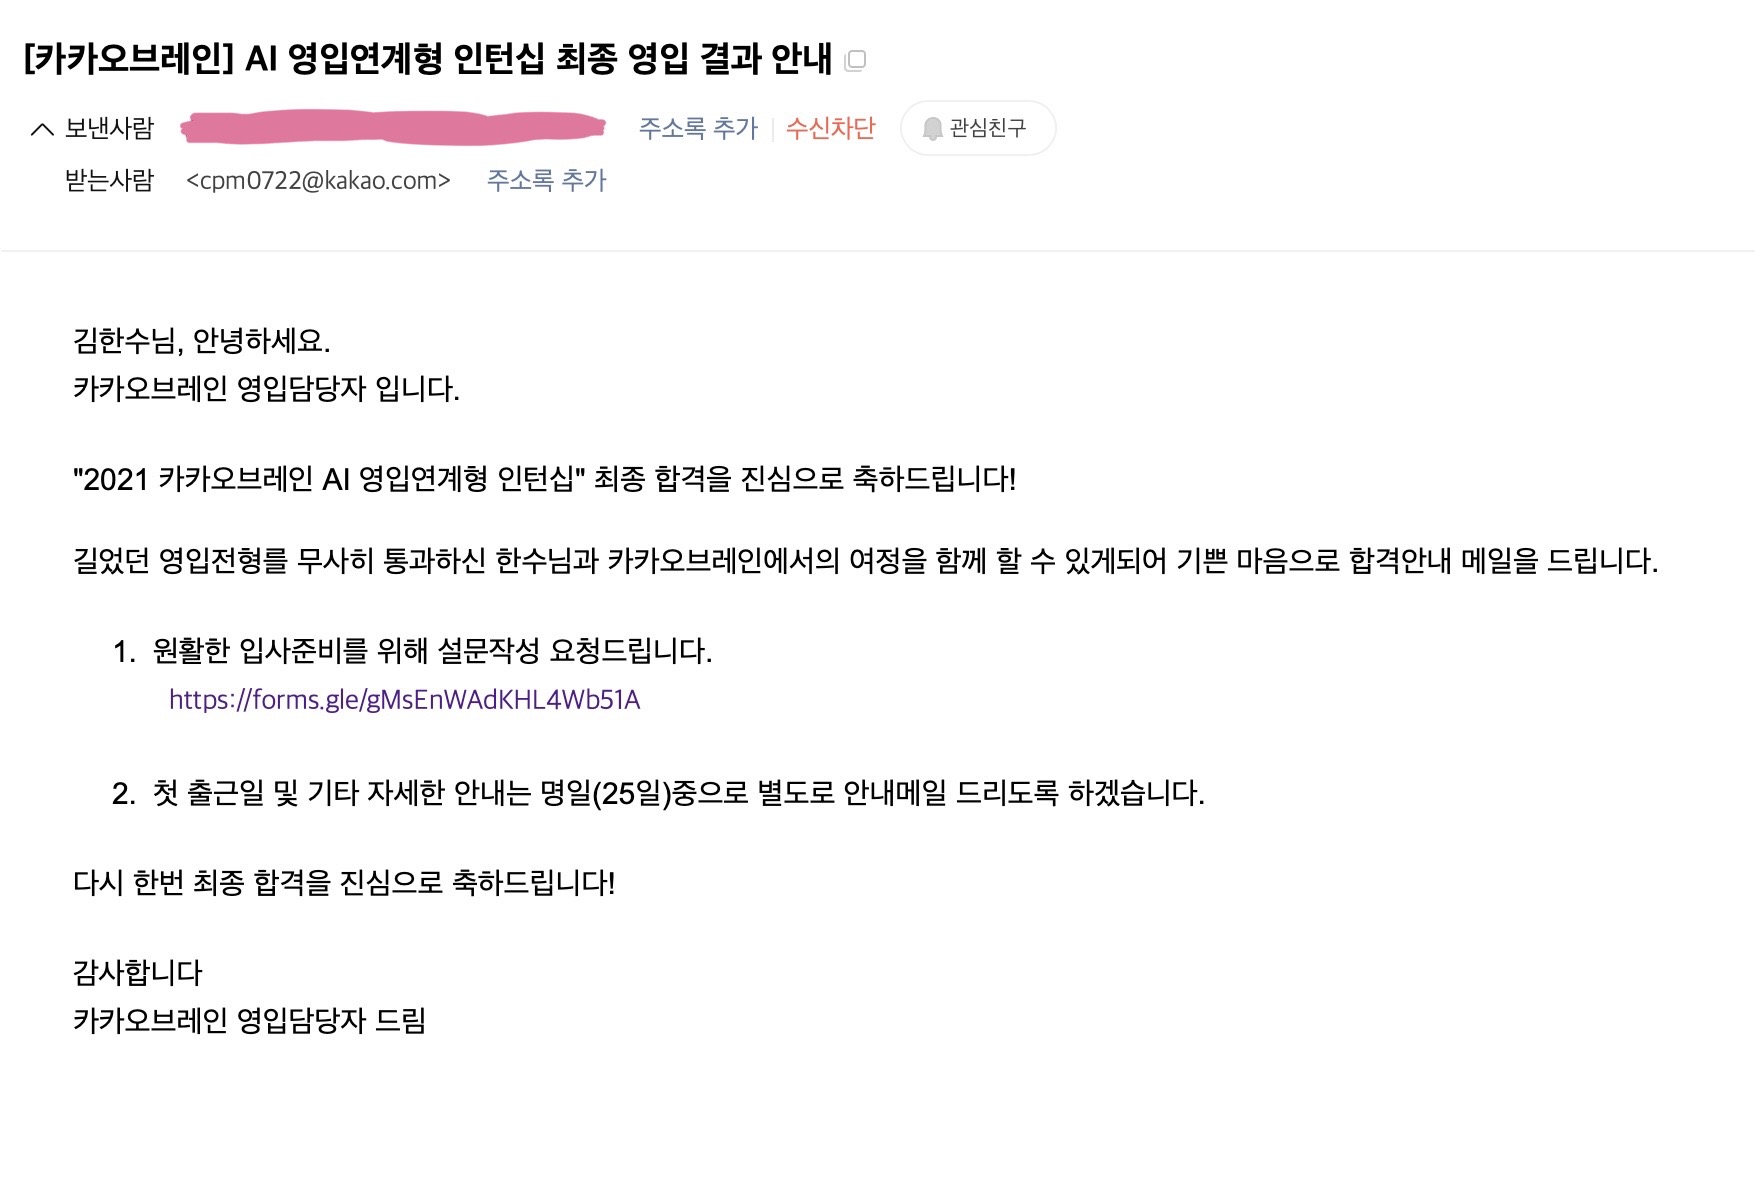 [카카오브레인] AI 영입연계형 인턴십 최종 영입 결과 안내
보낸사람 주소록 추가 수신차단 관심친구
받는사람 <cpm0722@kakao.com> 주소록 추가
김한수님, 안녕하세요.
카카오브레인 영입담당자 입니다.
"2021 카카오브레인 AI 영입연계형 인턴십" 최종 합격을 진심으로 축하드립니다!
길었던 영입전형를 무사히 통과하신 한수님과 카카오브레인에서의 여정을 함께 할 수 있게되어 기쁜 마음으로 합격안내 메일을 드립니다.
1. 원활한 입사준비를 위해 설문작성 요청드립니다.
https://forms.gle/gMsEnWAdKHL4Wb51A
2. 첫 출근일 및 기타 자세한 안내는 명일(25일)중으로 별도로 안내메일 드리도록 하겠습니다.
다시 한번 최종 합격을 진심으로 축하드립니다!
감사합니다
카카오브레인 영입담당자 드림